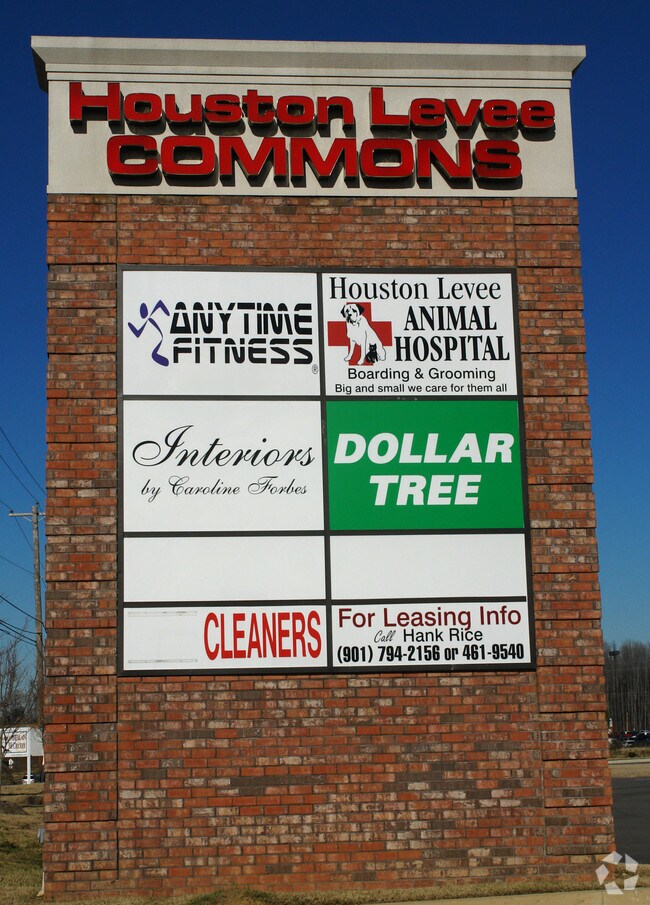 Houston Levee
COMMONS
ANYTIME
FITNESS®
Houston Levee
ANIMAL
HOSPITAL
Boarding & Grooming
Big and small we care for them all
Interiors
by Caroline Forbes
DOLLAR
TREE
CLEANERS
For Leasing Info
Call Hank Rice
(901) 794-2156 or 461-9540